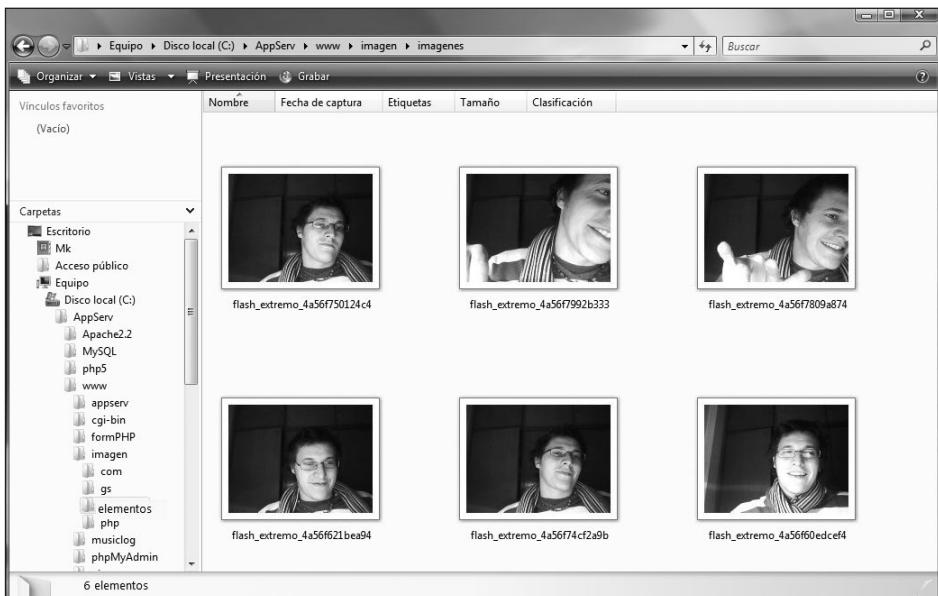 Equipo ▸ Disco local (C:) ▸ AppServ ▸ www ▸ imagen ▸ imagenes
Buscar
Organizar Vistas Presentación Grabar
Vínculos favoritos
(Vacío)
Nombre Fecha de captura Etiquetas Tamaño Clasificación
Carpetas
Escritorio
Mk
Acceso público
Equipo
Disco local (C:)
AppServ
Apache2.2
MySQL
php5
www
appserv
cgi-bin
formPHP
imagen
com
gs
elementos
php
musiclog
phpMyAdmin
flash_extremo_4a56f750124c4
flash_extremo_4a56f7992b333
flash_extremo_4a56f7809a874
flash_extremo_4a56f621bea94
flash_extremo_4a56f74cf2a9b
flash_extremo_4a56f60edcef4
6 elementos